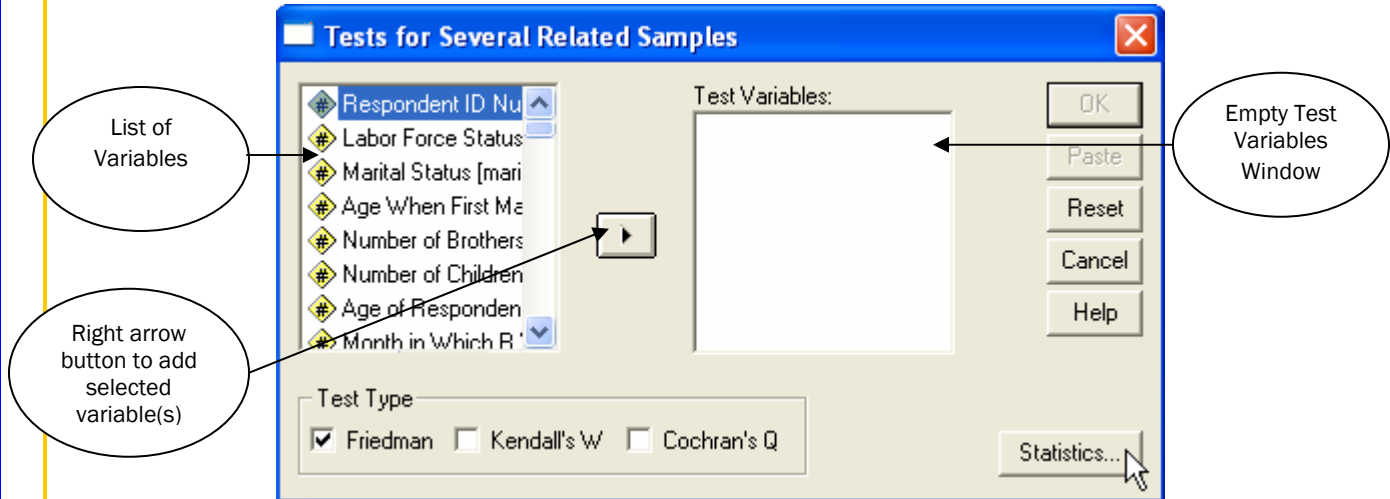 Tests for Several Related Samples
List of
Variables
Respondent ID Nu
Labor Force Status
Marital Status [mari
Age When First Ma
Number of Brothers
Number of Children
Age of Responden
Month in Which R
Test Variables:
OK
Paste
Reset
Cancel
Help
Empty Test
Variables
Window
Right arrow
button to add
selected
variable(s)
Test Type
Friedman
Kendall's W
Cochran's Q
Statistics...